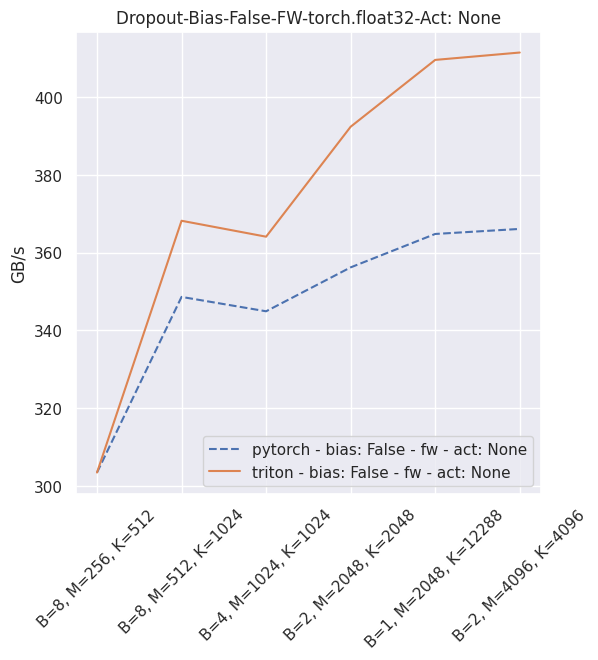 Dropout-Bias-False-FW-torch.float32-Act: None
GB/s
400
380
360
340
320
300
pytorch - bias: False - fw - act: None
triton - bias: False - fw - act: None
B=8, M=256, K=512
B=8, M=512, K=1024
B=4, M=1024, K=1024
B=2, M=2048, K=2048
B=1, M=2048, K=12288
B=2, M=4096, K=4096